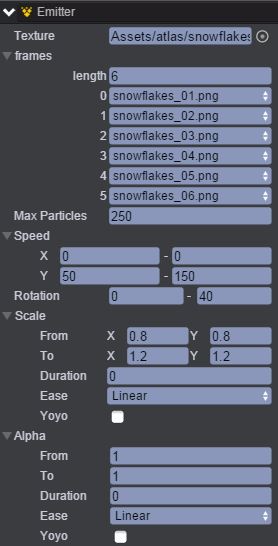 Emitter
Texture Assets/atlas/snowflakes
frames
length 6
0 snowflakes_01.png
1 snowflakes_02.png
2 snowflakes_03.png
3 snowflakes_04.png
4 snowflakes_05.png
5 snowflakes_06.png
Max Particles 250
Speed
X 0 - 0
Y 50 - 150
Rotation 0 - 40
Scale
From X 0.8 Y 0.8
To X 1.2 Y 1.2
Duration 0
Ease Linear
Yoyo
Alpha
From 1
To 1
Duration 0
Ease Linear
Yoyo